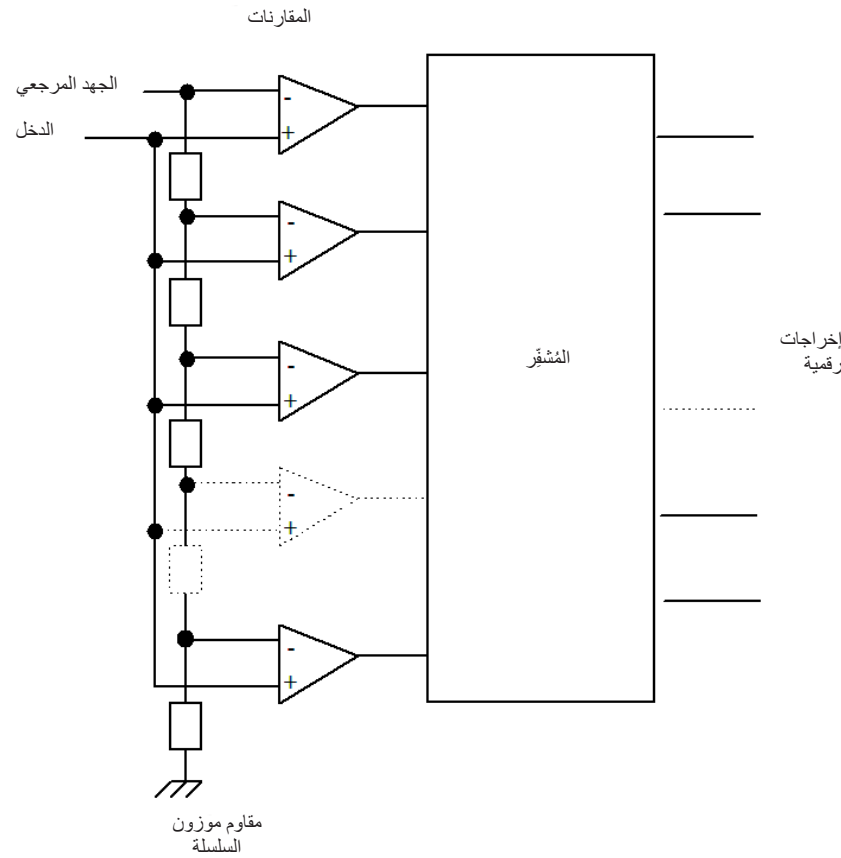 المقارنات
الجهد المرجعي
الدخل
-
+
-
+
-
+
-
+
-
+
المُشفِّر
إخراجات
رقمية
مقاوم موزون
السلسلة